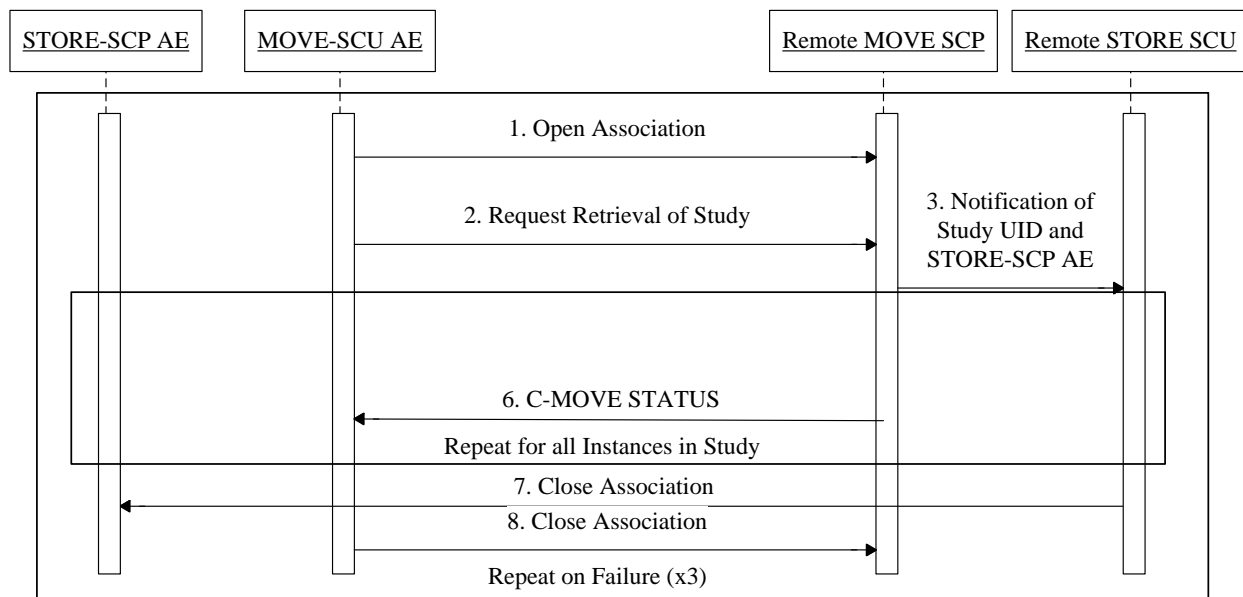 STORE-SCP AE
MOVE-SCU AE
Remote MOVE SCP
Remote STORE SCU
1. Open Association
2. Request Retrieval of Study
3. Notification of
Study UID and
STORE-SCP AE
6. C-MOVE STATUS
Repeat for all Instances in Study
7. Close Association
8. Close Association
Repeat on Failure (x3)